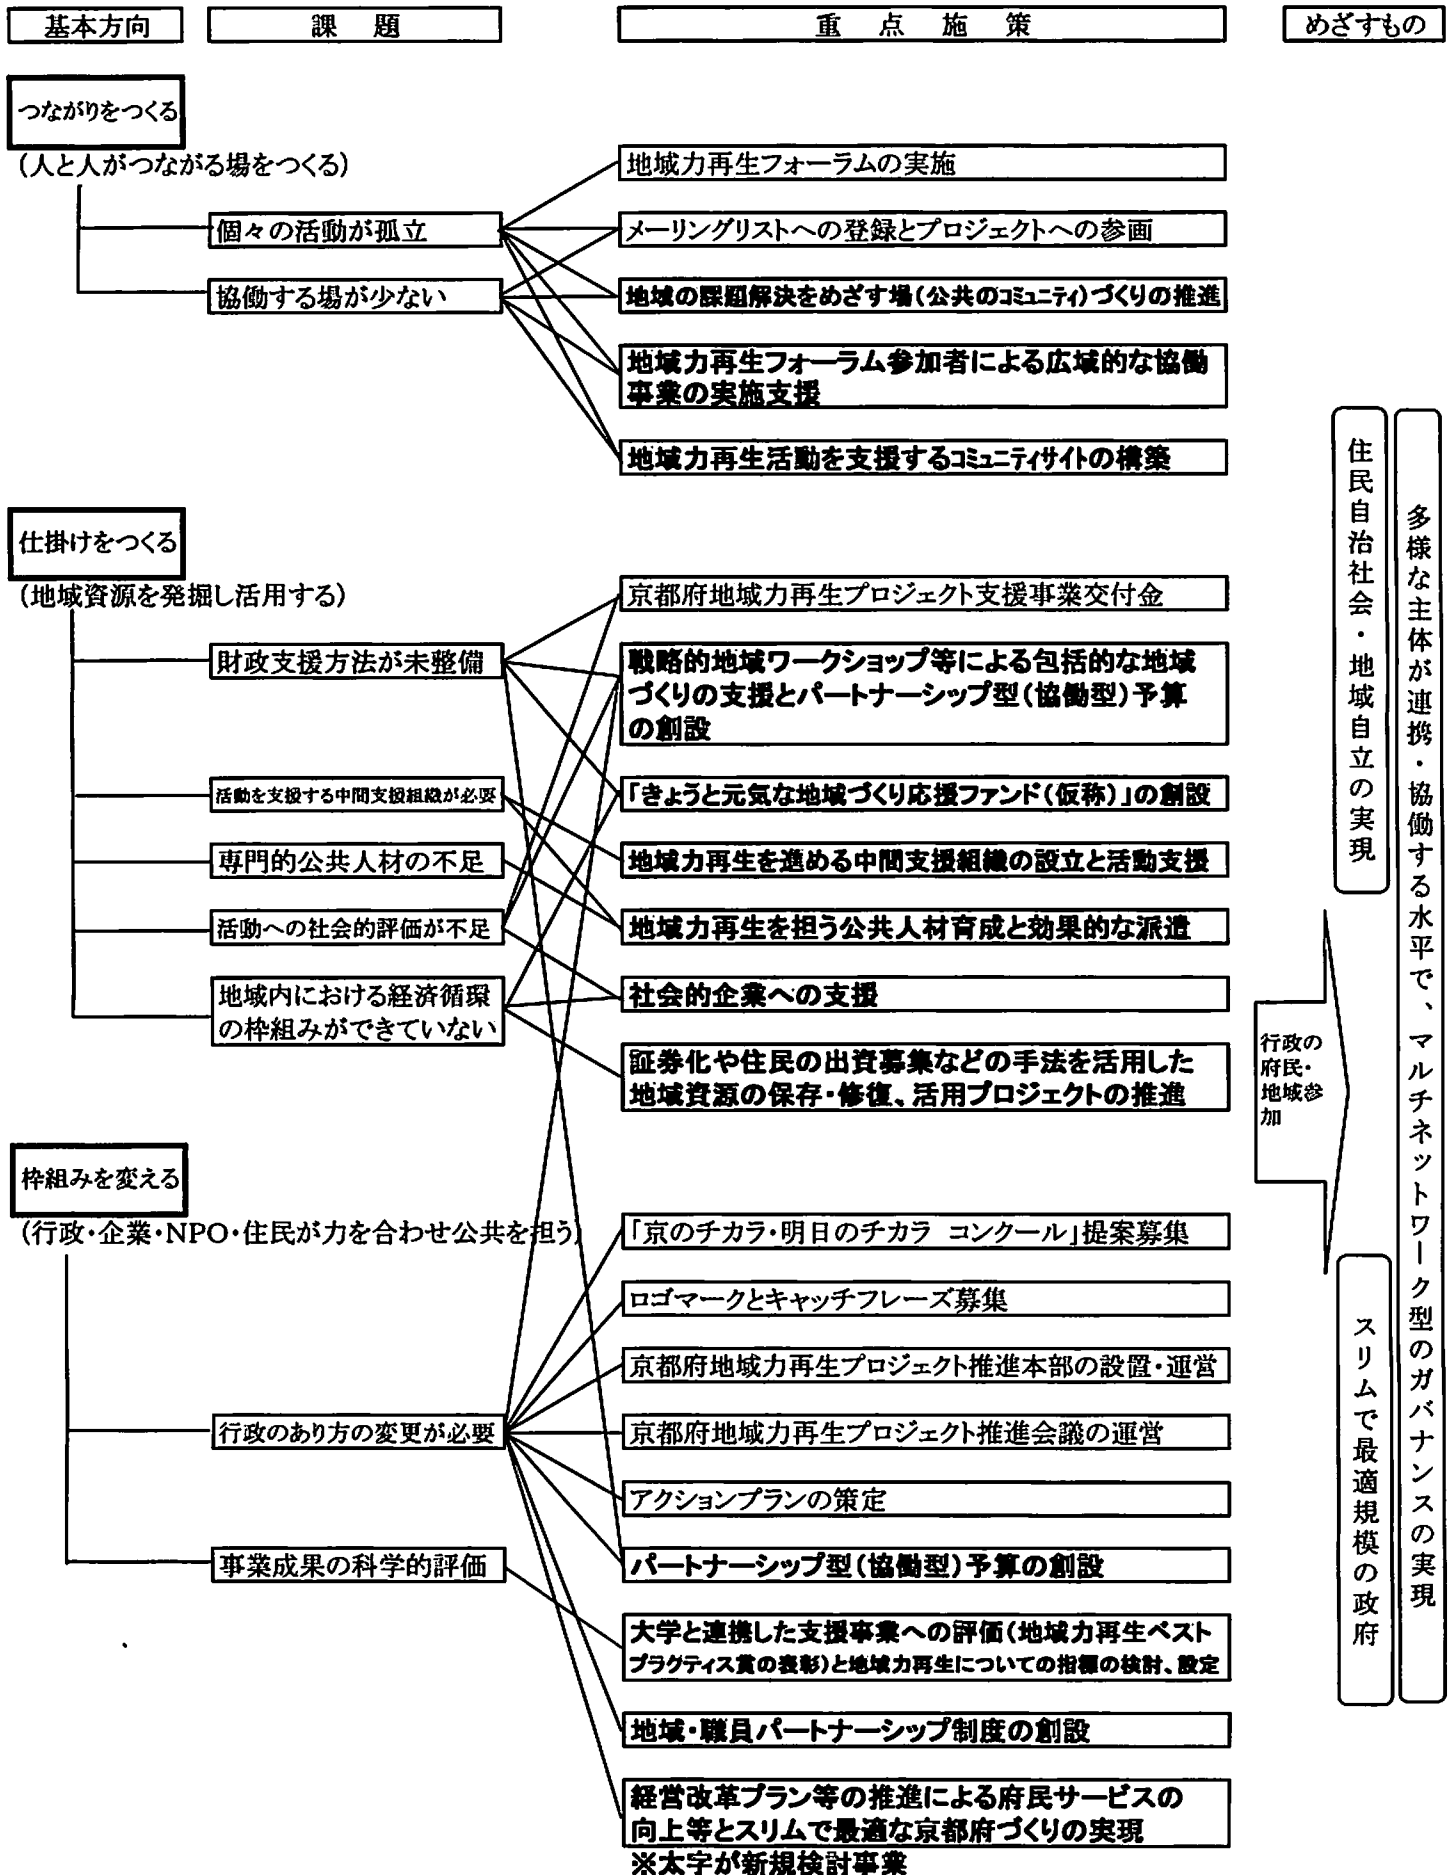 基本方向
課題
重点施策
めざすもの
つながりをつくる
(人と人がつながる場をつくる)
個々の活動が孤立
協働する場が少ない
地域力再生フォーラムの実施
メーリングリストへの登録とプロジェクトへの参画
地域の課題解決をめざす場(公共のコミュニティ)づくりの推進
地域力再生フォーラム参加者による広域的な協働
事業の実施支援
地域力再生活動を支援するコミュニティサイトの構築
仕掛けをつくる
(地域資源を発掘し活用する)
財政支援方法が未整備
活動を支援する中間支援組織が必要
専門的公共人材の不足
活動への社会的評価が不足
地域内における経済循環
の枠組みができていない
京都府地域力再生プロジェクト支援事業交付金
戦略的地域ワークショップ等による包括的な地域
づくりの支援とパートナーシップ型(協働型)予算
の創設
「きょうと元気な地域づくり応援ファンド(仮称)」の創設
地域力再生を進める中間支援組織の設立と活動支援
地域力再生を担う公共人材育成と効果的な派遣
社会的企業への支援
証券化や住民の出資募集などの手法を活用した
地域資源の保存・修復、活用プロジェクトの推進
枠組みを変える
(行政・企業・NPO・住民が力を合わせ公共を担う)
行政のあり方の変更が必要
事業成果の科学的評価
「京のチカラ・明日のチカラ コンクール」提案募集
ロゴマークとキャッチフレーズ募集
京都府地域力再生プロジェクト推進本部の設置・運営
京都府地域力再生プロジェクト推進会議の運営
アクションプランの策定
パートナーシップ型(協働型)予算の創設
大学と連携した支援事業への評価(地域力再生ベスト
プラクティス賞の表彰)と地域力再生についての指標の検討、設定
地域・職員パートナーシップ制度の創設
経営改革プラン等の推進による府民サービスの
向上等とスリムで最適な京都府づくりの実現
※太字が新規検討事業
行政の
府民・
地域参
加
住民自治社会・地域自立の実現
スリムで最適規模の政府
多様な主体が連携・協働する水平で、マルチネットワーク型のガバナンスの実現